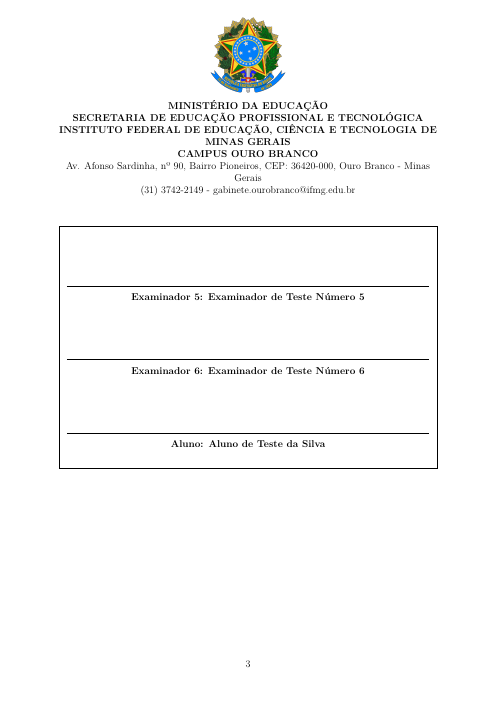 MINISTÉRIO DA EDUCAÇÃO
SECRETARIA DE EDUCAÇÃO PROFISSIONAL E TECNOLÓGICA
INSTITUTO FEDERAL DE EDUCAÇÃO, CIÊNCIA E TECNOLOGIA DE
MINAS GERAIS
CAMPUS OURO BRANCO
Av. Afonso Sardinha, nº 90, Bairro Pioneiros, CEP: 36420-000, Ouro Branco - Minas
Gerais
(31) 3742-2149 - gabinete.ourobranco@ifmg.edu.br
Examinador 5: Examinador de Teste Número 5
Examinador 6: Examinador de Teste Número 6
Aluno: Aluno de Teste da Silva
3